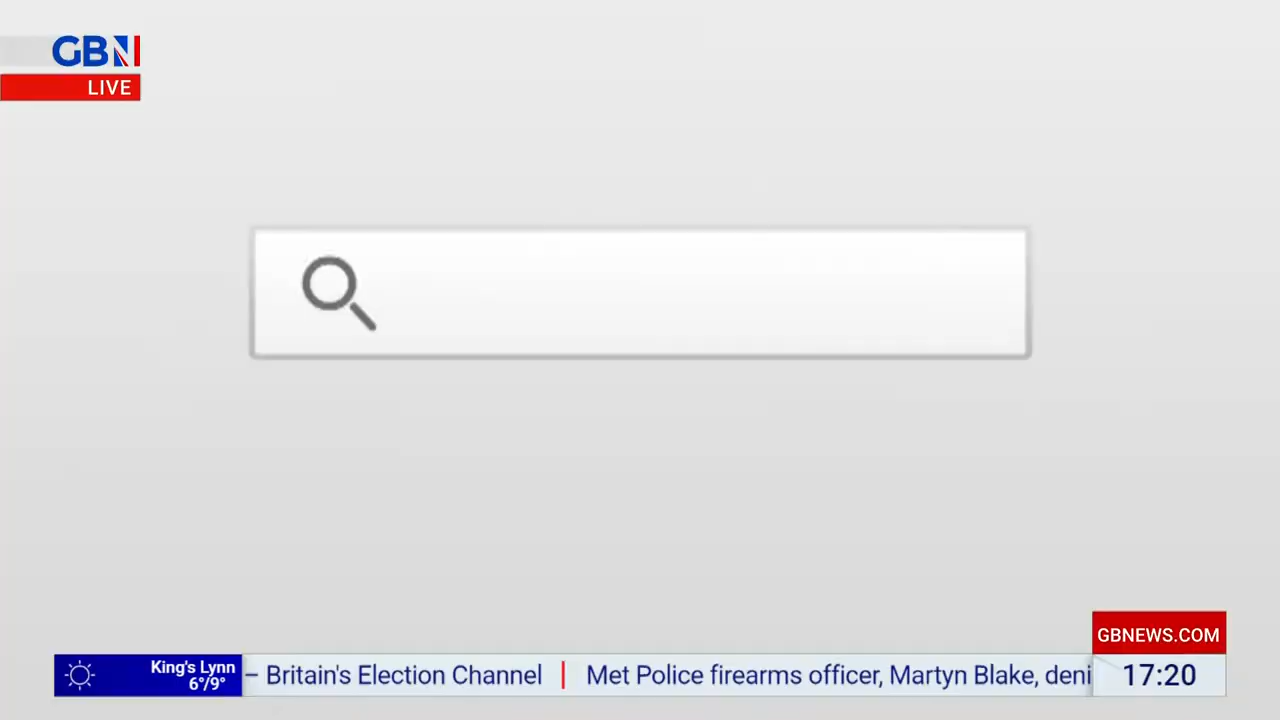 GBN
LIVE
GBNEWS.COM
King's Lynn
6°/9°
– Britain's Election Channel | Met Police firearms officer, Martyn Blake, deni
17:20